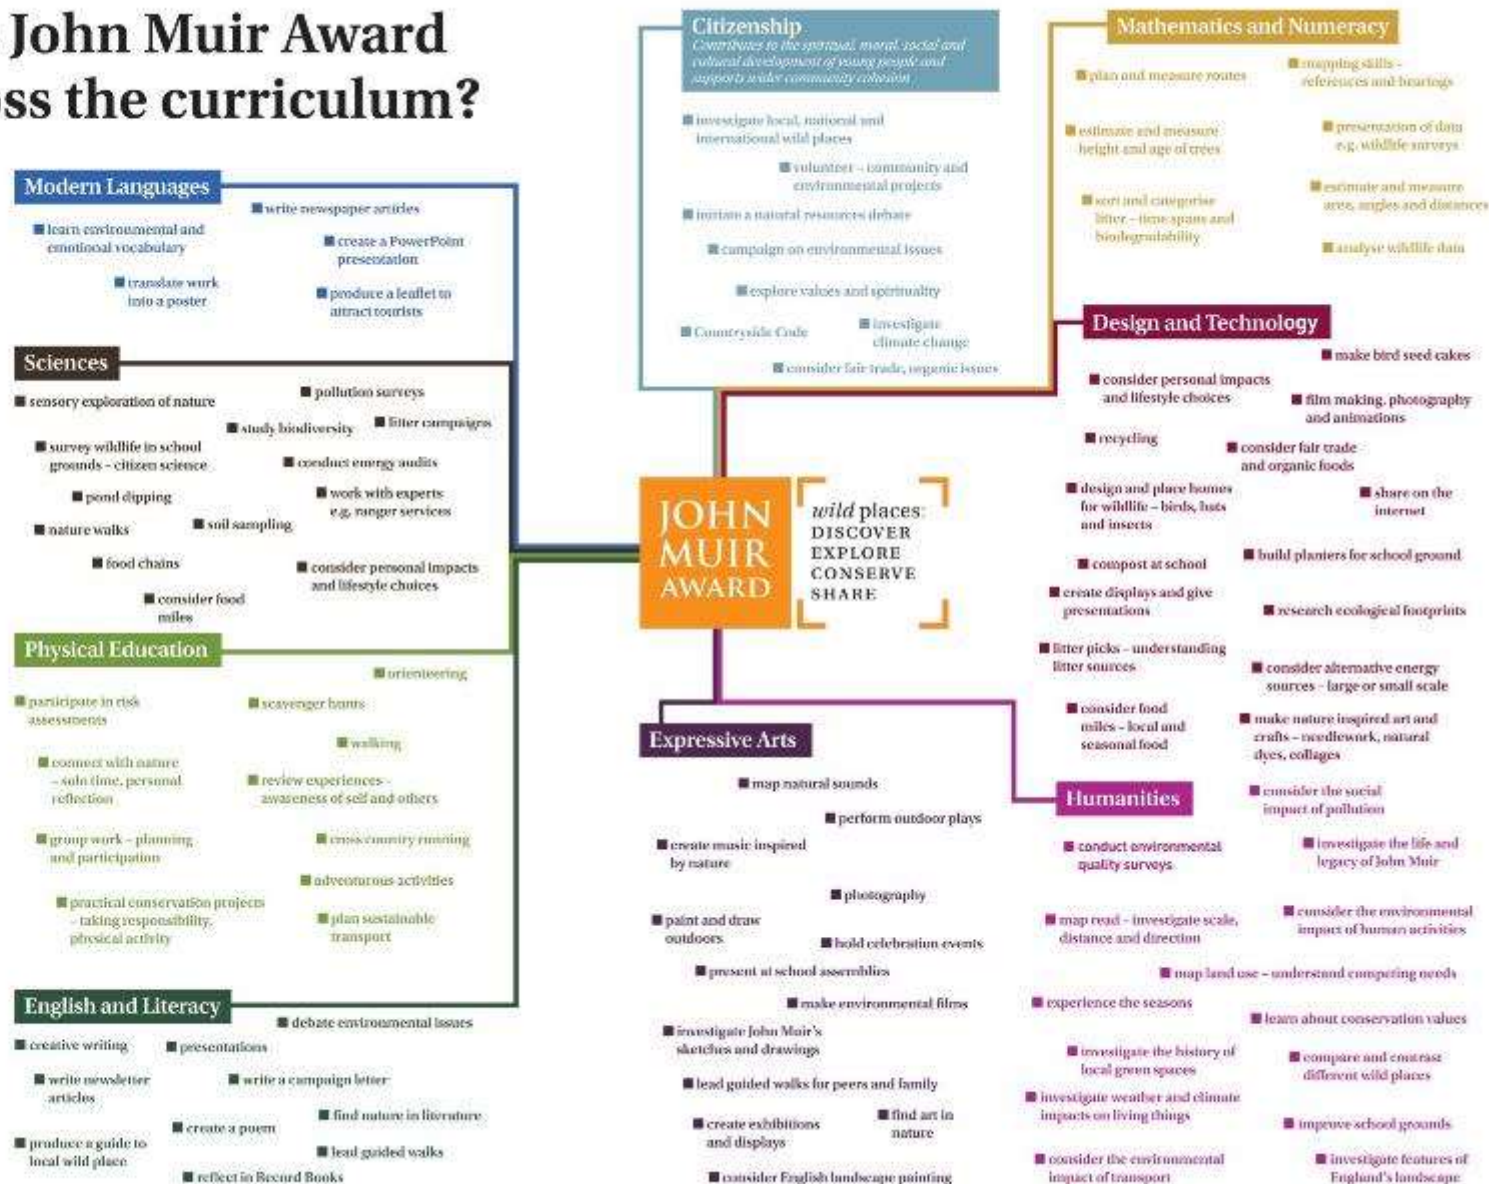 John Muir Award
ss the curriculum?
Modern Languages
write newspaper articles
learn environmental and
emotional vocabulary
create a PowerPoint
presentation
translate work
into a poster
produce a leaflet to
attract tourists
Sciences
pollution surveys
sensory exploration of nature
study biodiversity
litter campaigns
survey wildlife in school
grounds – citizen science
conduct energy audits
pond dipping
work with experts
e.g. ranger services
nature walks
soil sampling
food chains
consider personal impacts
and lifestyle choices
consider food
miles
Physical Education
orienteering
participate in risk
assessments
scavenger hunts
walking
connect with nature
– solo time, personal
reflection
review experiences –
awareness of self and others
group work – planning
and participation
cross country running
adventurous activities
practical conservation projects
– taking responsibility,
physical activity
plan sustainable
transport
English and Literacy
debate environmental issues
creative writing
presentations
write newsletter
articles
write a campaign letter
find nature in literature
create a poem
produce a guide to
local wild place
lead guided walks
reflect in Record Books
Citizenship
Contributes to the spiritual, moral, social and
cultural development of young people and
supports wider community cohesion
investigate local, national and
international wild places
volunteer – community and
environmental projects
initiate a natural resources debate
campaign on environmental issues
explore values and spirituality
Countryside Code
investigate
climate change
consider fair trade, organic issues
JOHN
MUIR
AWARD
wild places:
DISCOVER
EXPLORE
CONSERVE
SHARE
Expressive Arts
map natural sounds
perform outdoor plays
create music inspired
by nature
photography
paint and draw
outdoors
hold celebration events
present at school assemblies
make environmental films
investigate John Muir's
sketches and drawings
lead guided walks for peers and family
create exhibitions
and displays
find art in
nature
consider English landscape painting
Mathematics and Numeracy
plan and measure routes
mapping skills –
references and bearings
estimate and measure
height and age of trees
presentation of data
e.g. wildlife surveys
sort and categorise
litter – time spans and
biodegradability
estimate and measure
area, angles and distances
analyse wildlife data
Design and Technology
make bird seed cakes
consider personal impacts
and lifestyle choices
film making, photography
and animations
recycling
consider fair trade
and organic foods
design and place homes
for wildlife – birds, bats
and insects
share on the
internet
build planters for school ground
compost at school
create displays and give
presentations
research ecological footprints
litter picks – understanding
litter sources
consider alternative energy
sources – large or small scale
consider food
miles – local and
seasonal food
make nature inspired art and
crafts – needlework, natural
dyes, collages
Humanities
consider the social
impact of pollution
conduct environmental
quality surveys
investigate the life and
legacy of John Muir
map read – investigate scale,
distance and direction
consider the environmental
impact of human activities
map land use – understand competing needs
experience the seasons
learn about conservation values
investigate the history of
local green spaces
compare and contrast
different wild places
investigate weather and climate
impacts on living things
improve school grounds
consider the environmental
impact of transport
investigate features of
England's landscape